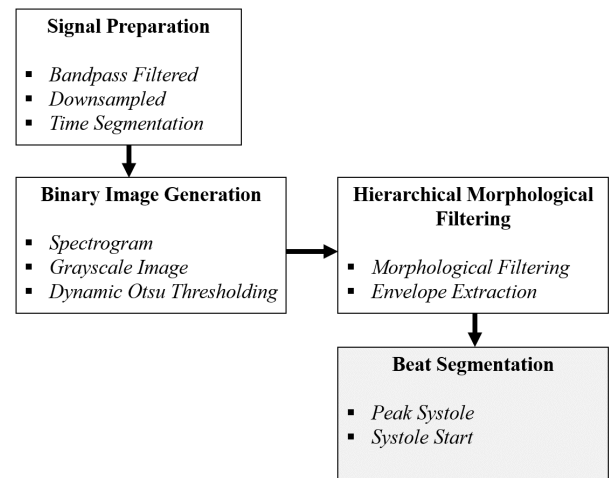 Signal Preparation
▪ Bandpass Filtered
▪ Downsampled
▪ Time Segmentation
Binary Image Generation
▪ Spectrogram
▪ Grayscale Image
▪ Dynamic Otsu Thresholding
Hierarchical Morphological
Filtering
▪ Morphological Filtering
▪ Envelope Extraction
Beat Segmentation
▪ Peak Systole
▪ Systole Start